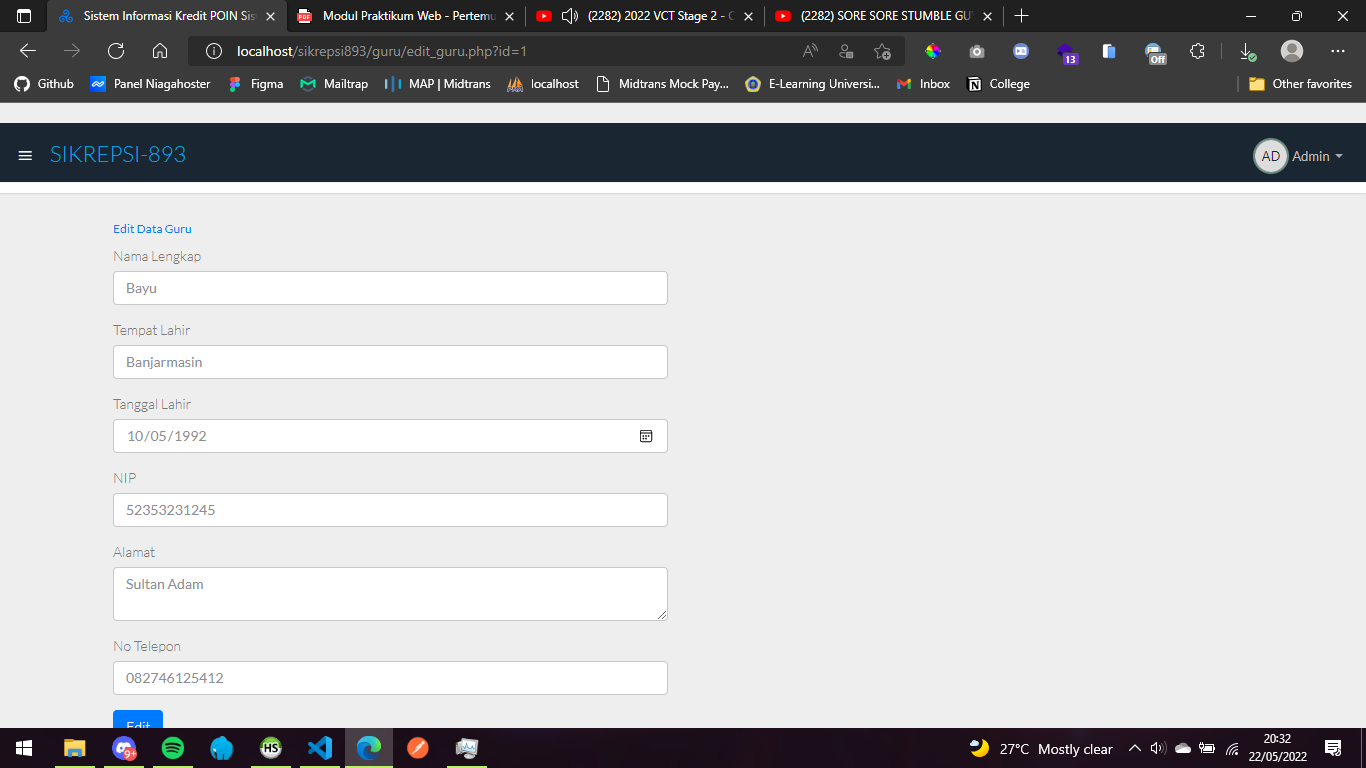 Sistem Informasi Kredit POIN Sis
Modul Praktikum Web - Pertemu
(2282) 2022 VCT Stage 2 -
(2282) SORE SORE STUMBLE GU
localhost/sikrepsi893/guru/edit_guru.php?id=1
13
Off
Github
Panel Niagahoster
Figma
Mailtrap
MAP | Midtrans
localhost
Midtrans Mock Pay...
E-Learning Universi...
Inbox
College
Other favorites
SIKREPSI-893
AD Admin
Edit Data Guru
Nama Lengkap
Bayu
Tempat Lahir
Banjarmasin
Tanggal Lahir
10/05/1992
NIP
52353231245
Alamat
Sultan Adam
No Telepon
082746125412
Edit
9+
HS
27°C Mostly clear
20:32
22/05/2022